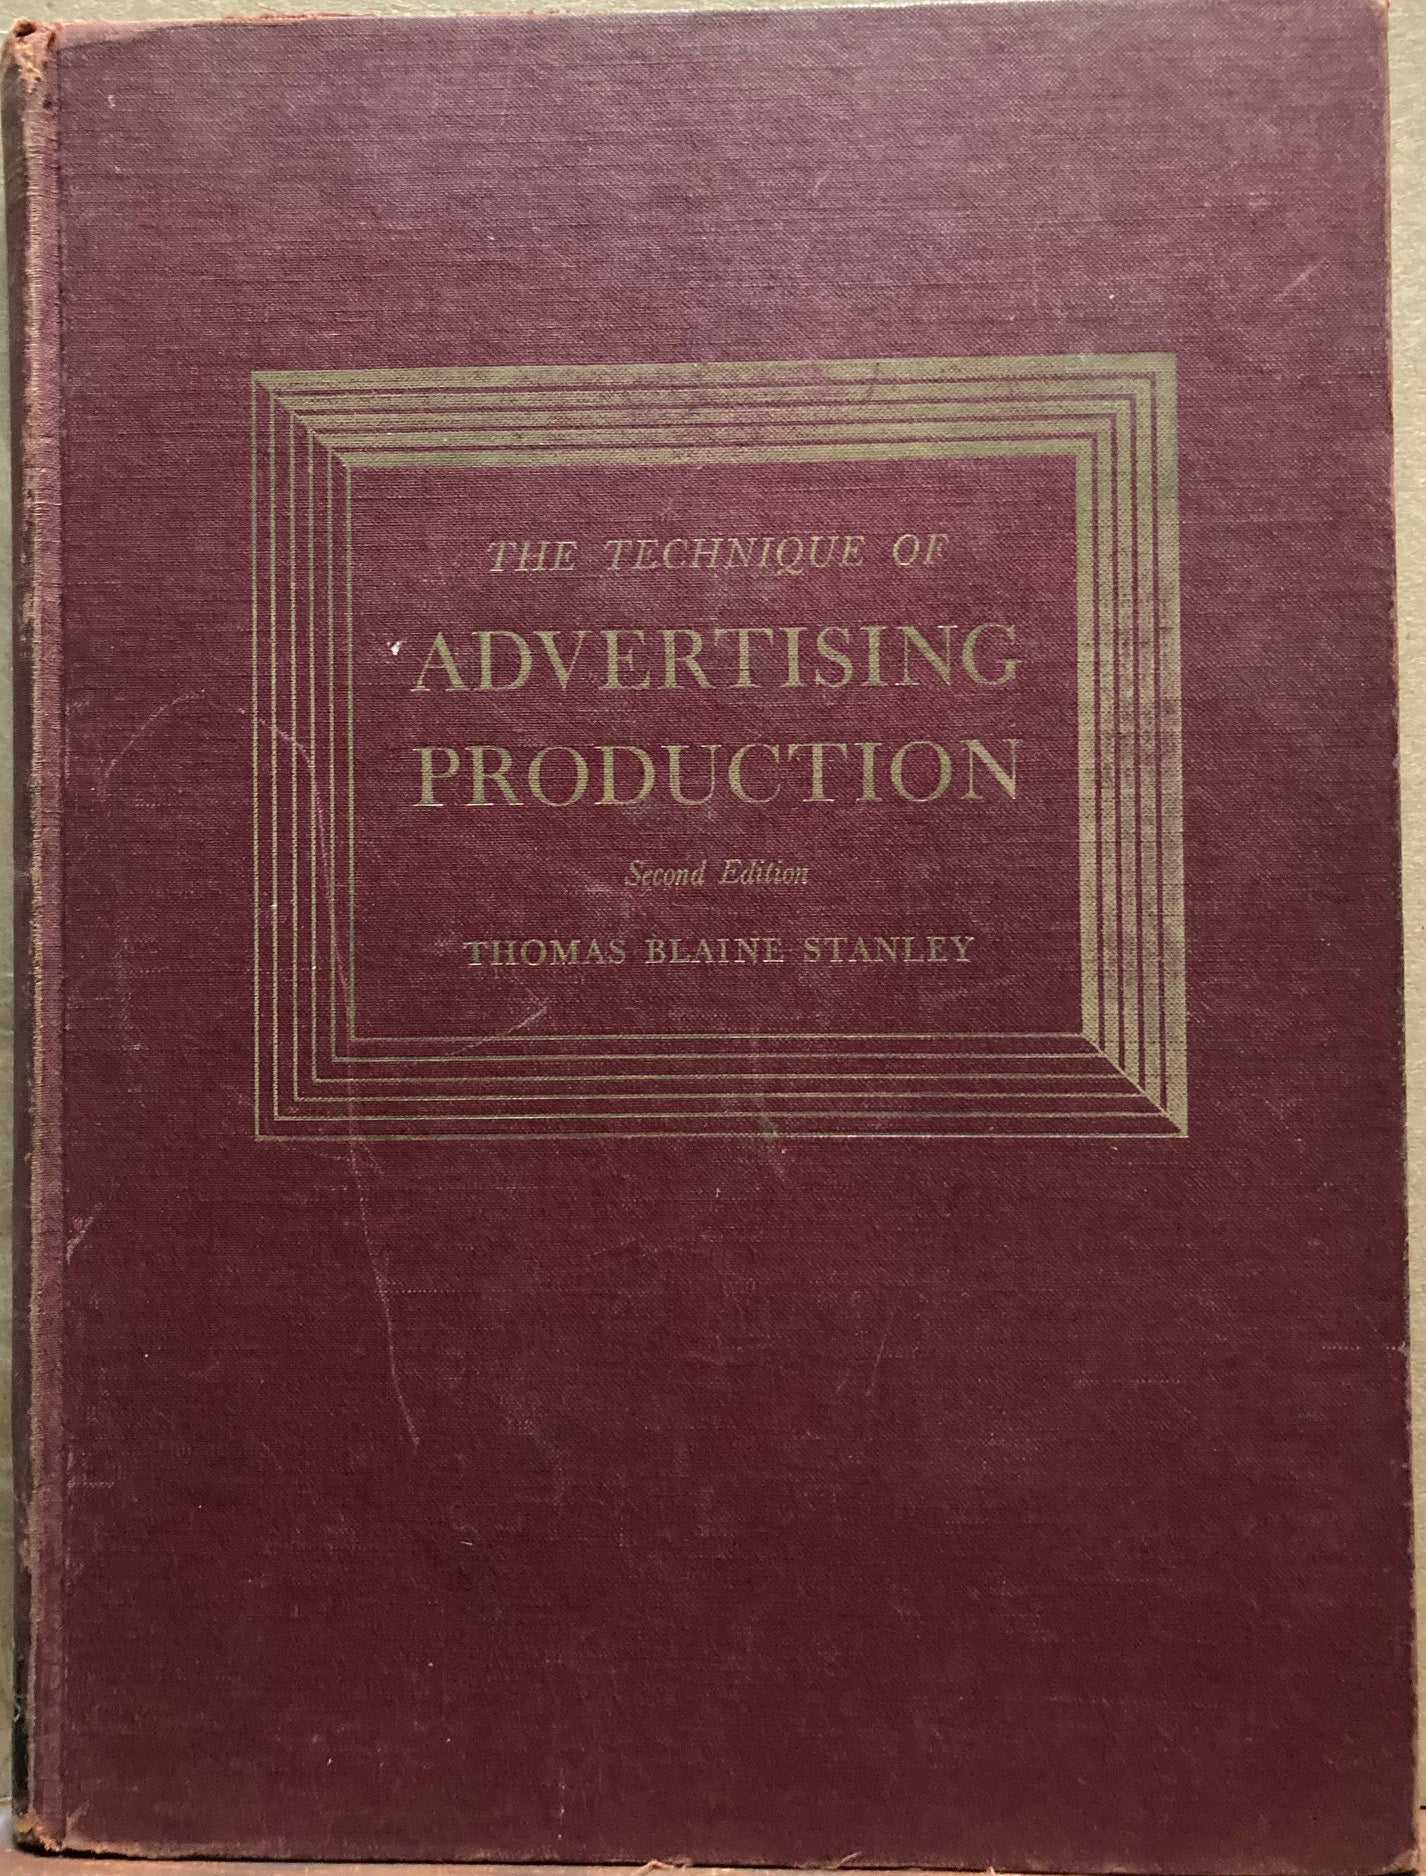 THE TECHNIQUE OF
ADVERTISING
PRODUCTION
Second Edition
THOMAS BLAINE STANLEY